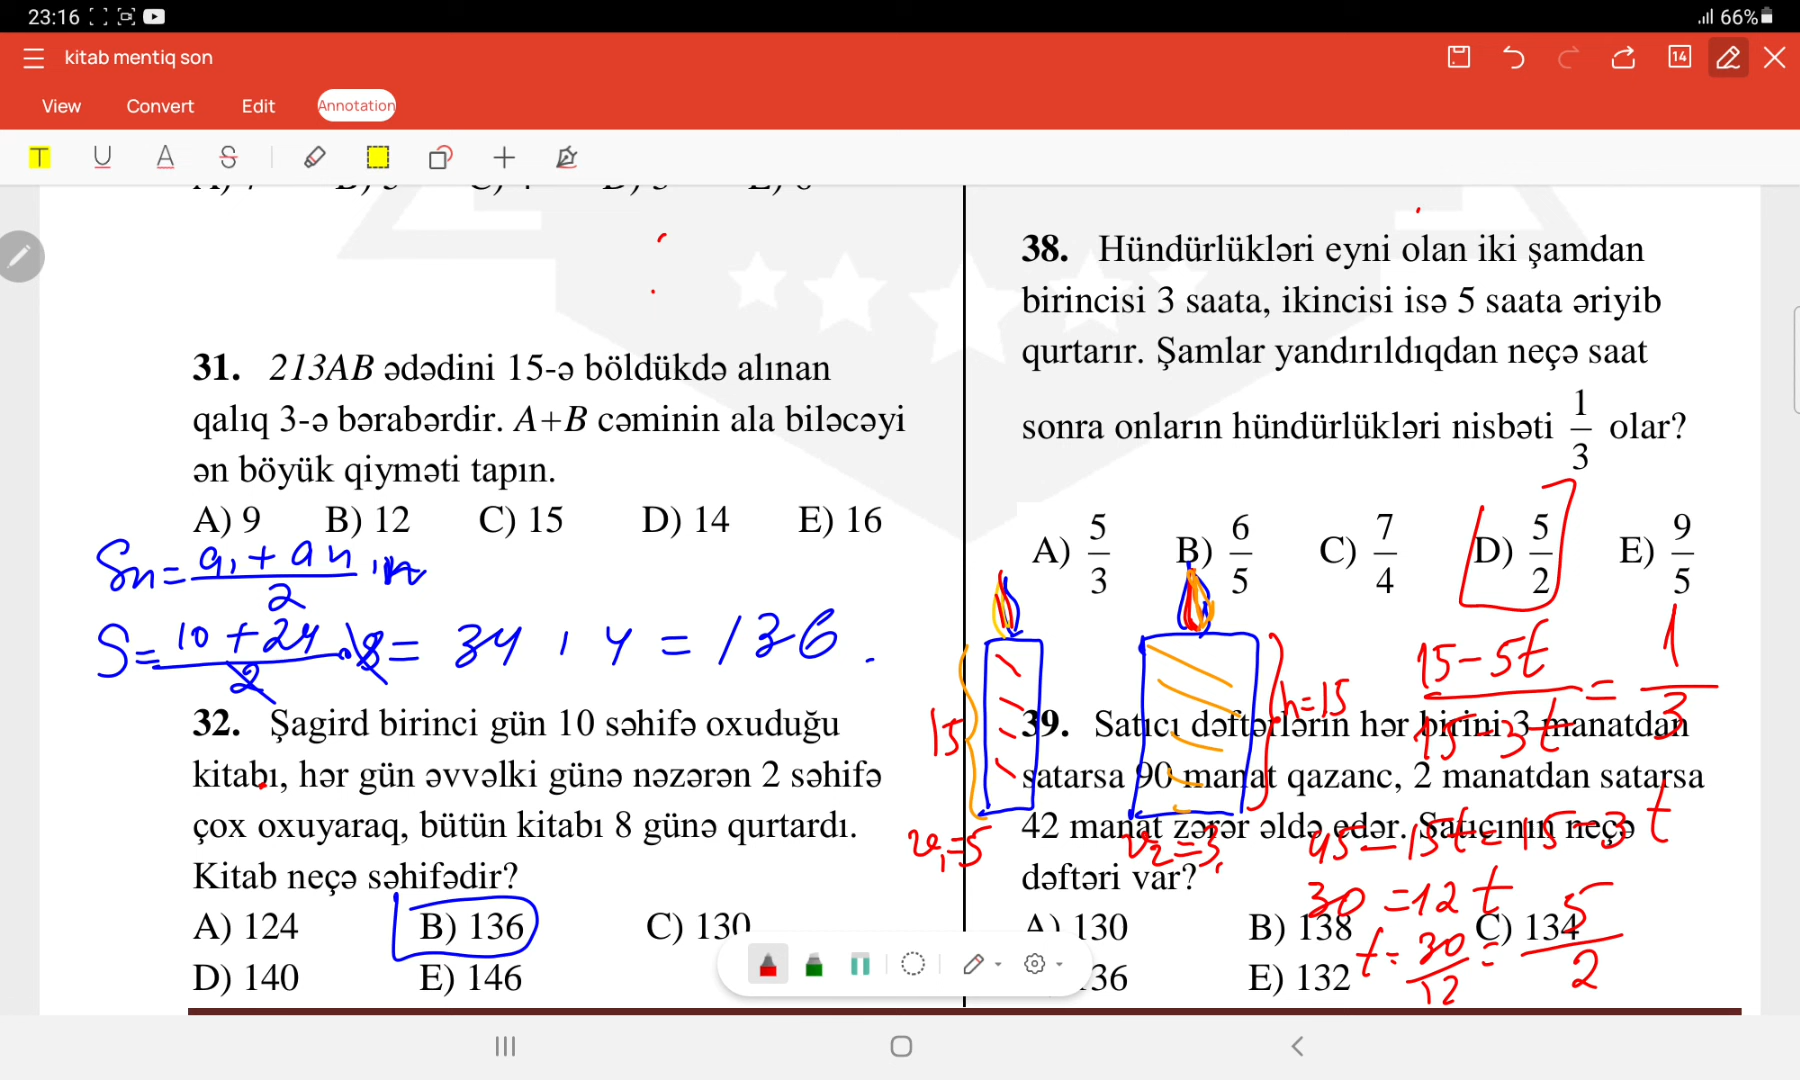 23:16
66%
kitab mentiq son
14
View Convert Edit Annotation
31. 213AB ədədini 15-ə böldükdə alınan
qalıq 3-ə bərabərdir. A+B cəminin ala biləcəyi
ən böyük qiyməti tapın.
A) 9 B) 12 C) 15 D) 14 E) 16
Sn = a₁ + an / 2 · n
S = 10 + 24 / 2 · 8 = 34 · 4 = 136.
32. Şagird birinci gün 10 səhifə oxuduğu
kitabı, hər gün əvvəlki günə nəzərən 2 səhifə
çox oxuyaraq, bütün kitabı 8 günə qurtardı.
Kitab neçə səhifədir?
A) 124 B) 136 C) 130
D) 140 E) 146
38. Hündürlükləri eyni olan iki şamdan
birincisi 3 saata, ikincisi isə 5 saata əriyib
qurtarır. Şamlar yandırıldıqdan neçə saat
sonra onların hündürlükləri nisbəti 1/3 olar?
A) 5/3 B) 6/5 C) 7/4 D) 5/2 E) 9/5
15 - 5t / 15 - 3t = 1 / 3
15
h = 15
39. Satıcı dəftərlərin hər birini 3 manatdan
satarsa 90 manat qazanc, 2 manatdan satarsa
42 manat zərər əldə edər. Satıcının neçə
dəftəri var?
v₁ = 5
v₂ = 3
45 - 15t = 15 - 3t
30 = 12t
t = 30 / 12 = 5 / 2
A) 130 B) 138 C) 134
36 E) 132